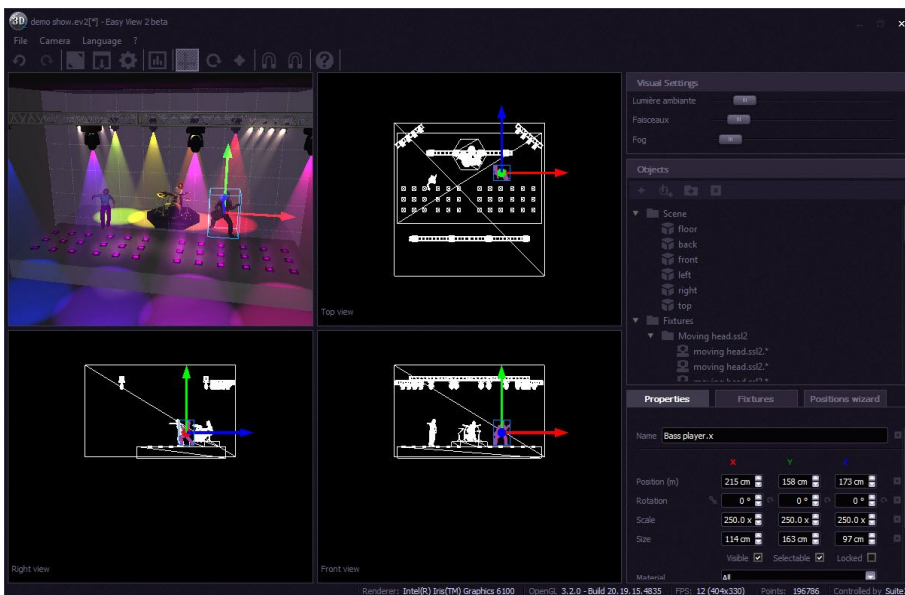 3D demo show.ev2[*] - Easy View 2 beta
File Camera Language ?
Visual Settings
Lumière ambiante
Faisceaux
Fog
Objects
Scene
floor
back
front
left
right
top
Fixtures
Moving head.ssl2
moving head.ssl2.*
moving head.ssl2.*
moving head.ssl2.*
Top view
Right view
Front view
Properties Fixtures Positions wizard
Name Bass player.x
X Y Z
Position (m) 215 cm 158 cm 173 cm
Rotation 0 ° 0 ° 0 °
Scale 250.0 x 250.0 x 250.0 x
Size 114 cm 163 cm 97 cm
Visible Selectable Locked
Material All
Renderer: Intel(R) Iris(TM) Graphics 6100 OpenGL 3.2.0 - Build 20.19.15.4835 FPS: 12 (404x330) Points: 196786 Controlled by Suite